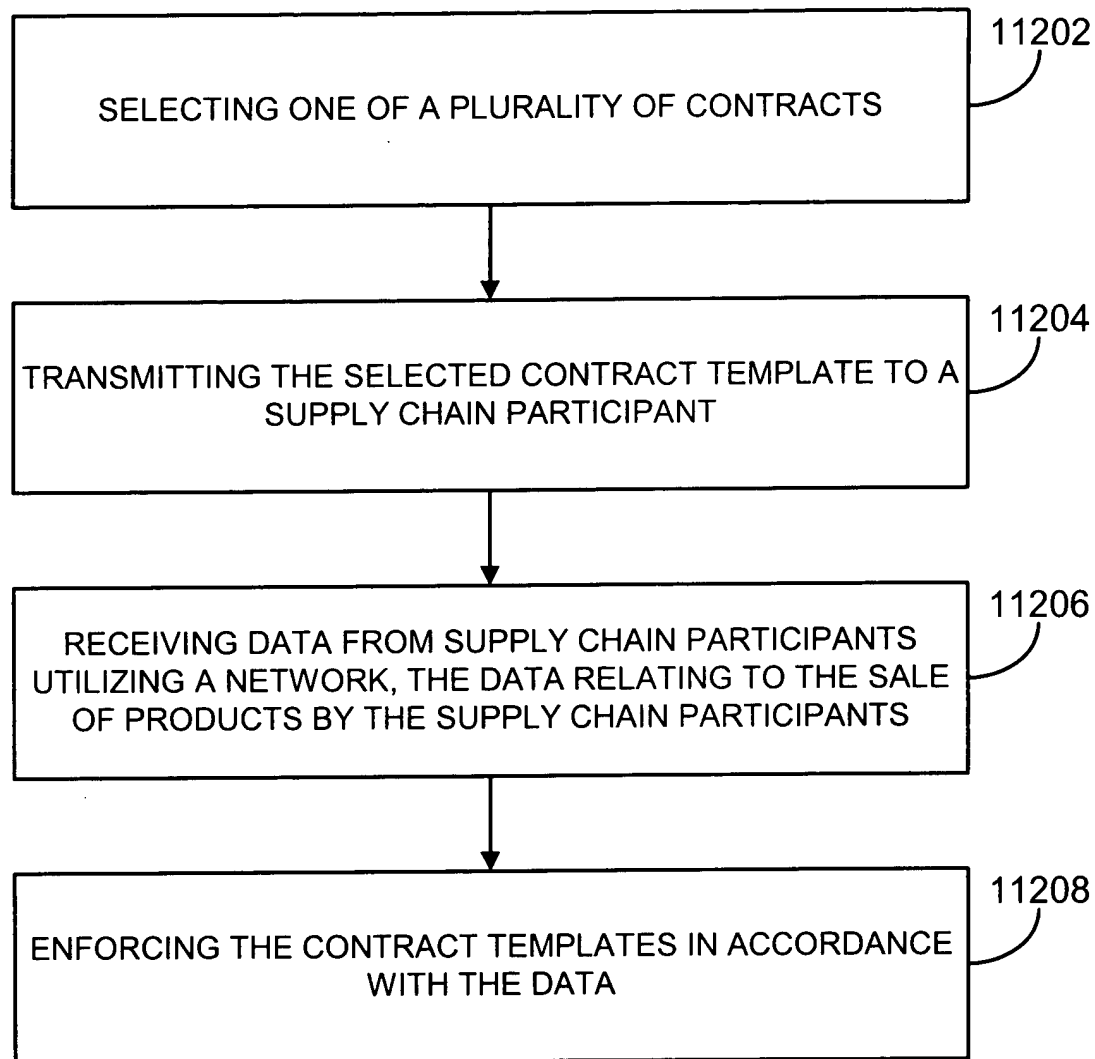 11202
SELECTING ONE OF A PLURALITY OF CONTRACTS
11204
TRANSMITTING THE SELECTED CONTRACT TEMPLATE TO A
SUPPLY CHAIN PARTICIPANT
11206
RECEIVING DATA FROM SUPPLY CHAIN PARTICIPANTS
UTILIZING A NETWORK, THE DATA RELATING TO THE SALE
OF PRODUCTS BY THE SUPPLY CHAIN PARTICIPANTS
11208
ENFORCING THE CONTRACT TEMPLATES IN ACCORDANCE
WITH THE DATA